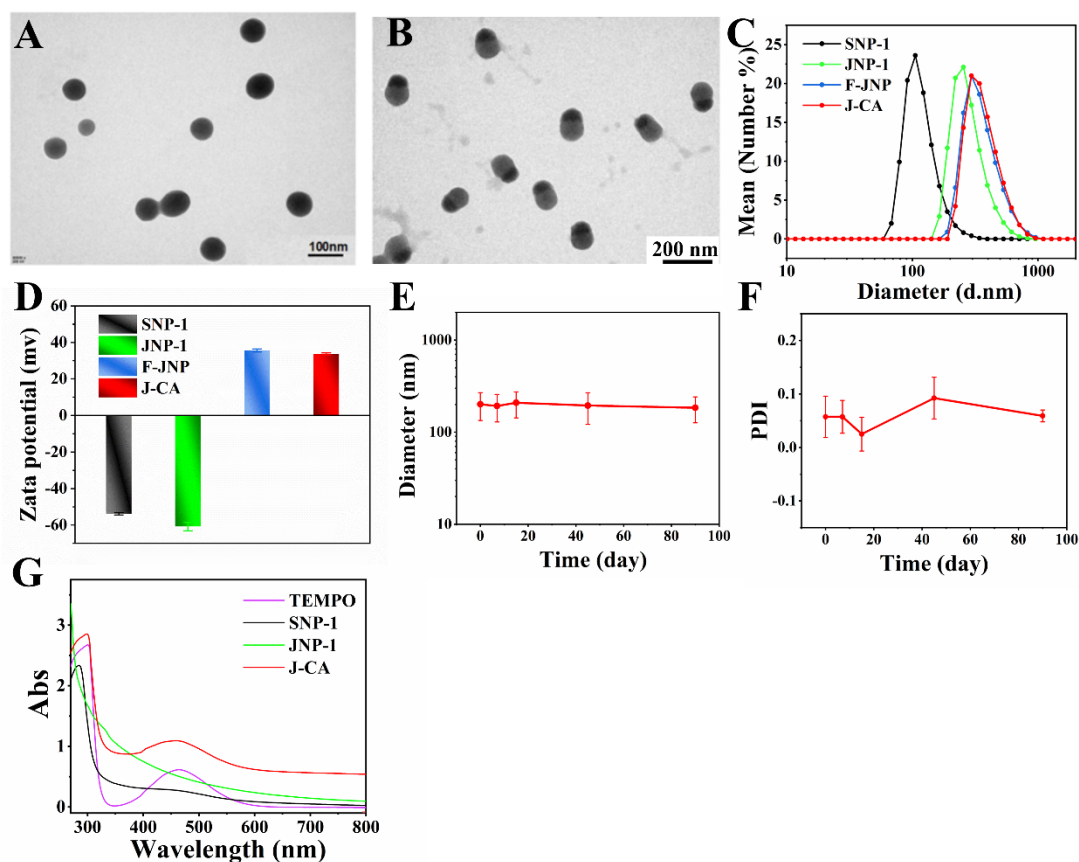 A
100nm
B
200 nm
C
SNP-1
JNP-1
F-JNP
J-CA
Mean (Number %)
25
20
15
10
5
0
10
100
1000
Diameter (d.nm)
D
SNP-1
JNP-1
F-JNP
J-CA
Zata potential (mv)
60
40
20
0
-20
-40
-60
E
Diameter (nm)
1000
100
10
0 20 40 60 80 100
Time (day)
F
PDI
0.2
0.1
0.0
-0.1
0 20 40 60 80 100
Time (day)
G
TEMPO
SNP-1
JNP-1
J-CA
Abs
3
2
1
0
300 400 500 600 700 800
Wavelength (nm)